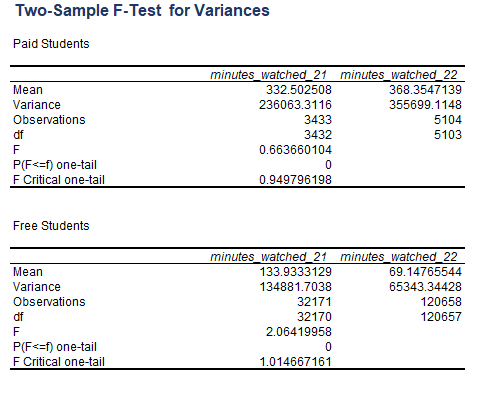 Two-Sample F-Test for Variances
Paid Students
minutes_watched_21 minutes_watched_22
Mean 332.502508 368.3547139
Variance 236063.3116 355699.1148
Observations 3433 5104
df 3432 5103
F 0.663660104
P(F<=f) one-tail 0
F Critical one-tail 0.949796198
Free Students
minutes_watched_21 minutes_watched_22
Mean 133.9333129 69.14765544
Variance 134881.7038 65343.34428
Observations 32171 120658
df 32170 120657
F 2.06419958
P(F<=f) one-tail 0
F Critical one-tail 1.014667161